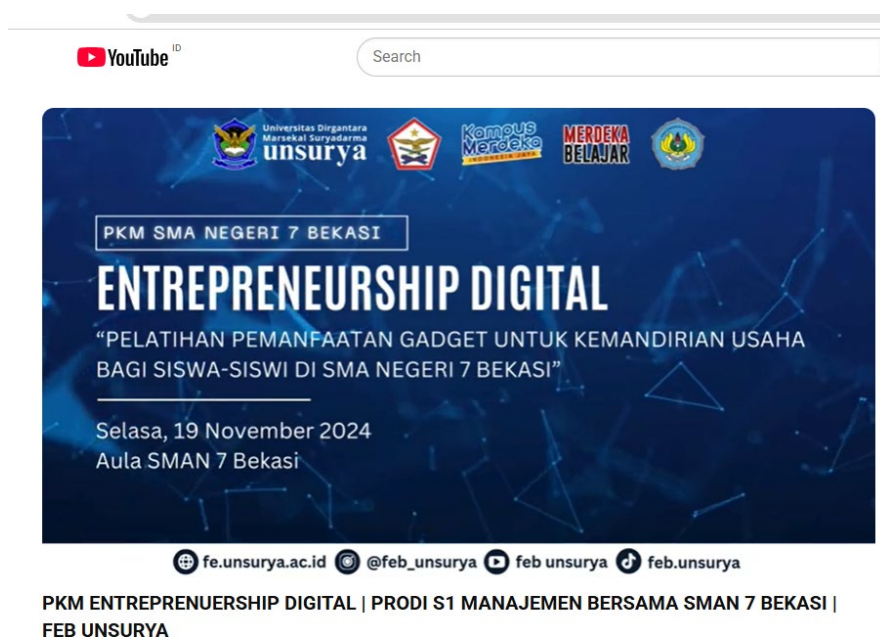 YouTube ID
Search
Universitas Dirgantara
Marsekal Suryadarma
unsurya
Kampus
Merdeka
INDONESIA JAYA
MERDEKA
BELAJAR
PKM SMA NEGERI 7 BEKASI
ENTREPRENEURSHIP DIGITAL
“PELATIHAN PEMANFAATAN GADGET UNTUK KEMANDIRIAN USAHA
BAGI SISWA-SISWI DI SMA NEGERI 7 BEKASI”
Selasa, 19 November 2024
Aula SMAN 7 Bekasi
fe.unsurya.ac.id @feb_unsurya feb unsurya feb.unsurya
PKM ENTREPRENUERSHIP DIGITAL | PRODI S1 MANAJEMEN BERSAMA SMAN 7 BEKASI |
FEB UNSURYA